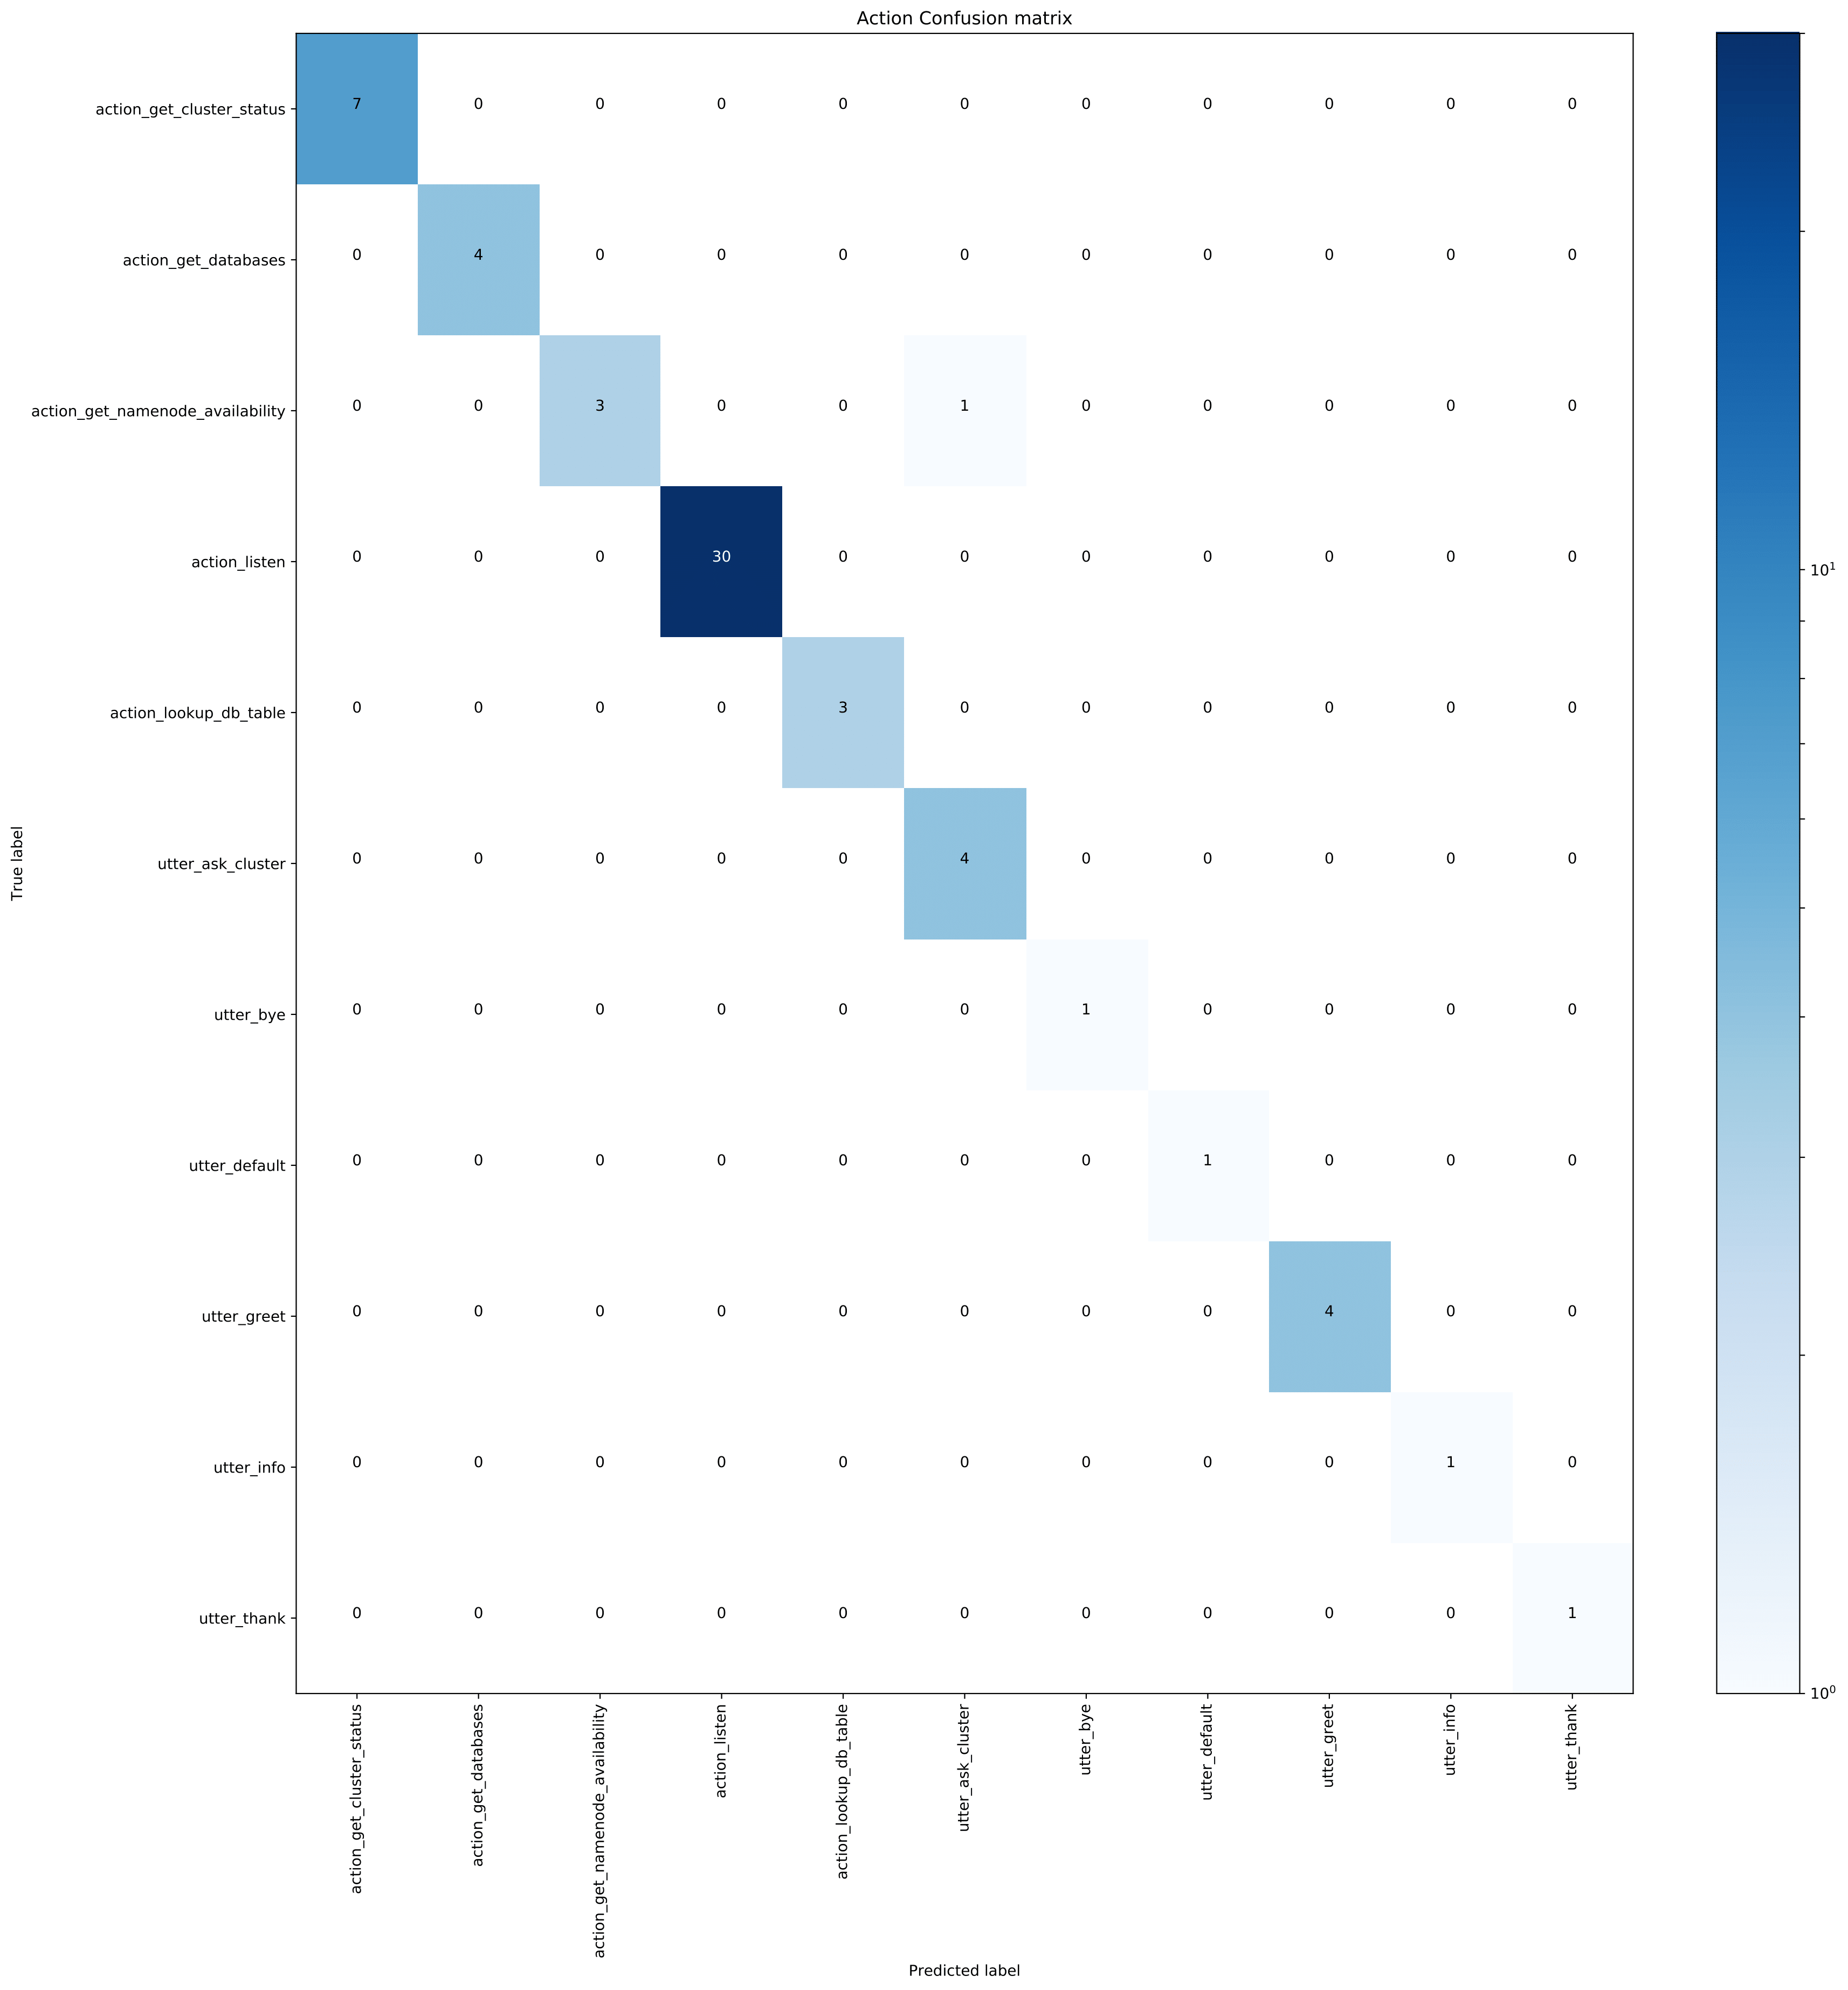 Action Confusion matrix
action_get_cluster_status 7 0 0 0 0 0 0 0 0 0 0
action_get_databases 0 4 0 0 0 0 0 0 0 0 0
action_get_namenode_availability 0 0 3 0 0 1 0 0 0 0 0
action_listen 0 0 0 30 0 0 0 0 0 0 0
10¹
action_lookup_db_table 0 0 0 0 3 0 0 0 0 0 0
True label
utter_ask_cluster 0 0 0 0 0 4 0 0 0 0 0
utter_bye 0 0 0 0 0 0 1 0 0 0 0
utter_default 0 0 0 0 0 0 0 1 0 0 0
utter_greet 0 0 0 0 0 0 0 0 4 0 0
utter_info 0 0 0 0 0 0 0 0 0 1 0
utter_thank 0 0 0 0 0 0 0 0 0 0 1
10⁰
action_get_cluster_status
action_get_databases
action_get_namenode_availability
action_listen
action_lookup_db_table
utter_ask_cluster
utter_bye
utter_default
utter_greet
utter_info
utter_thank
Predicted label